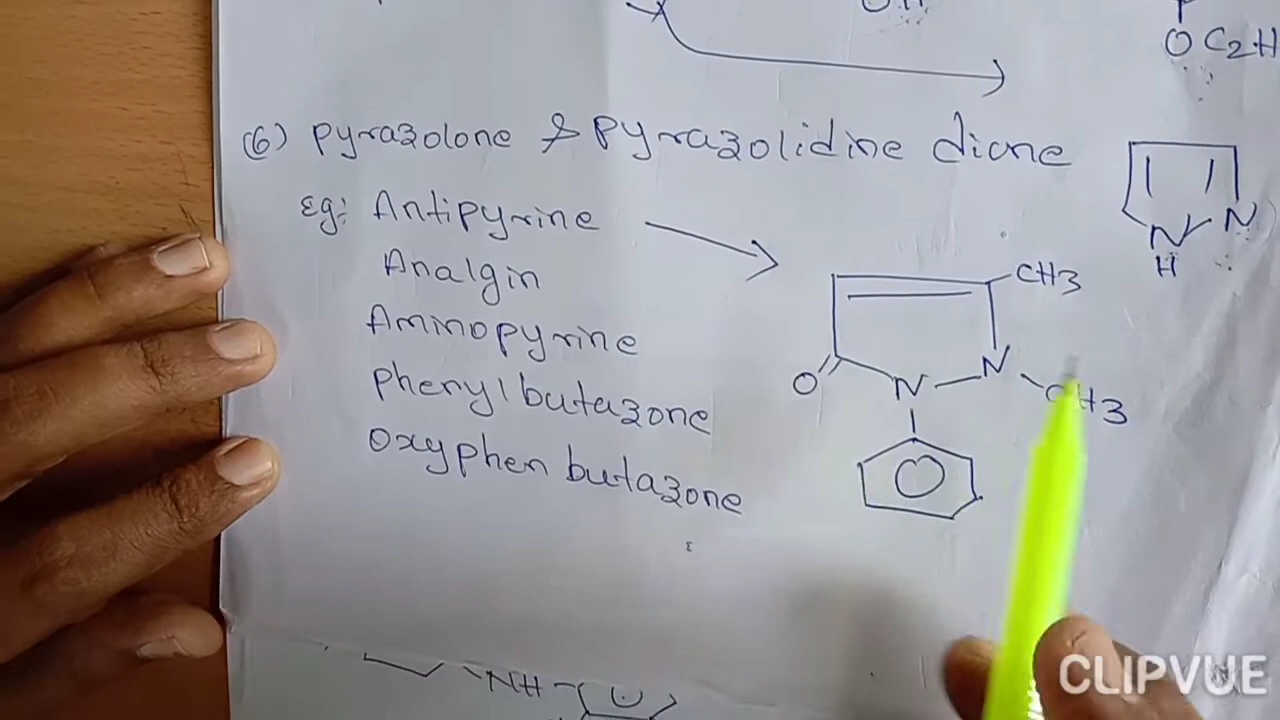 OC2H
(6) Pyrazolone & Pyrazolidine dione
Eg: Antipyrine
Analgin
Aminopyrine
Phenylbutazone
Oxyphen butazone
N
N
H
CH3
O
N
N
CH3
NH
CLIPVUE